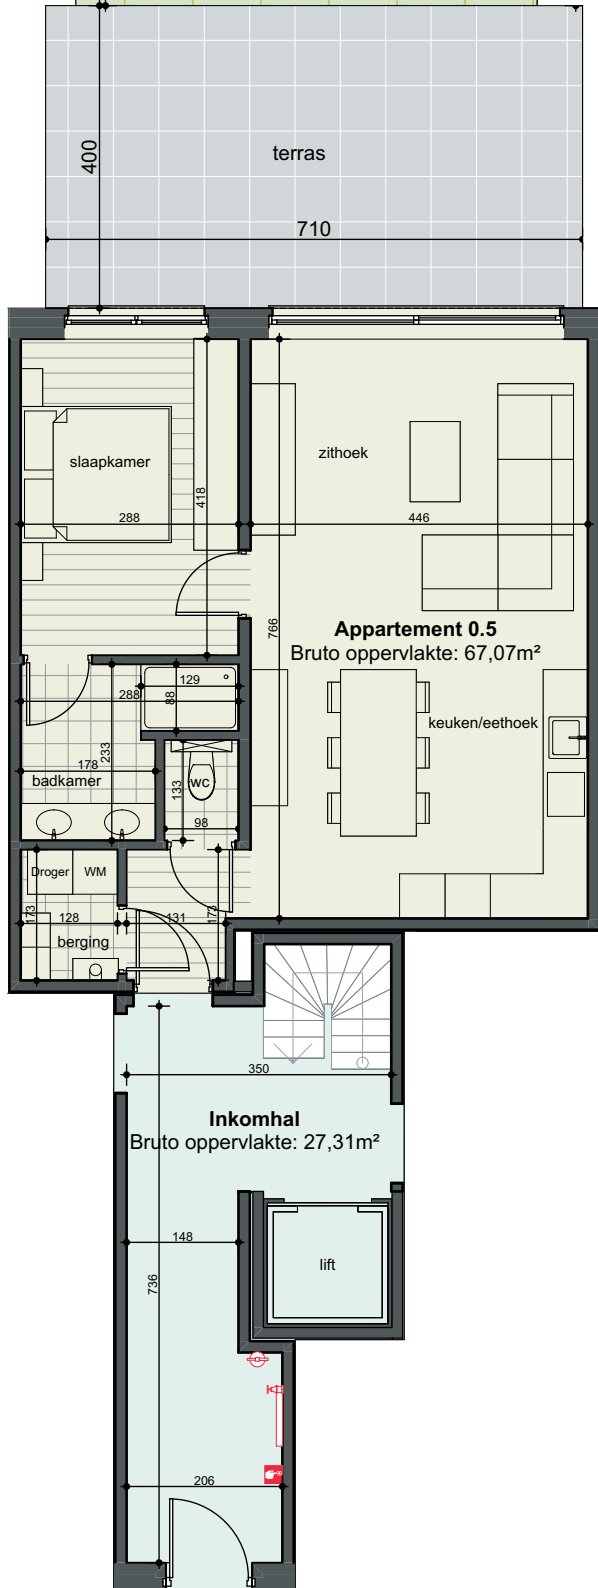 400
terras
710
slaapkamer
zithoek
418
288
446
766
Appartement 0.5
Bruto oppervlakte: 67,07m²
129
288
88
keuken/eethoek
233
178
badkamer
133
wc
98
Droger
WM
173
128
131
173
berging
350
Inkomhal
Bruto oppervlakte: 27,31m²
148
lift
736
206